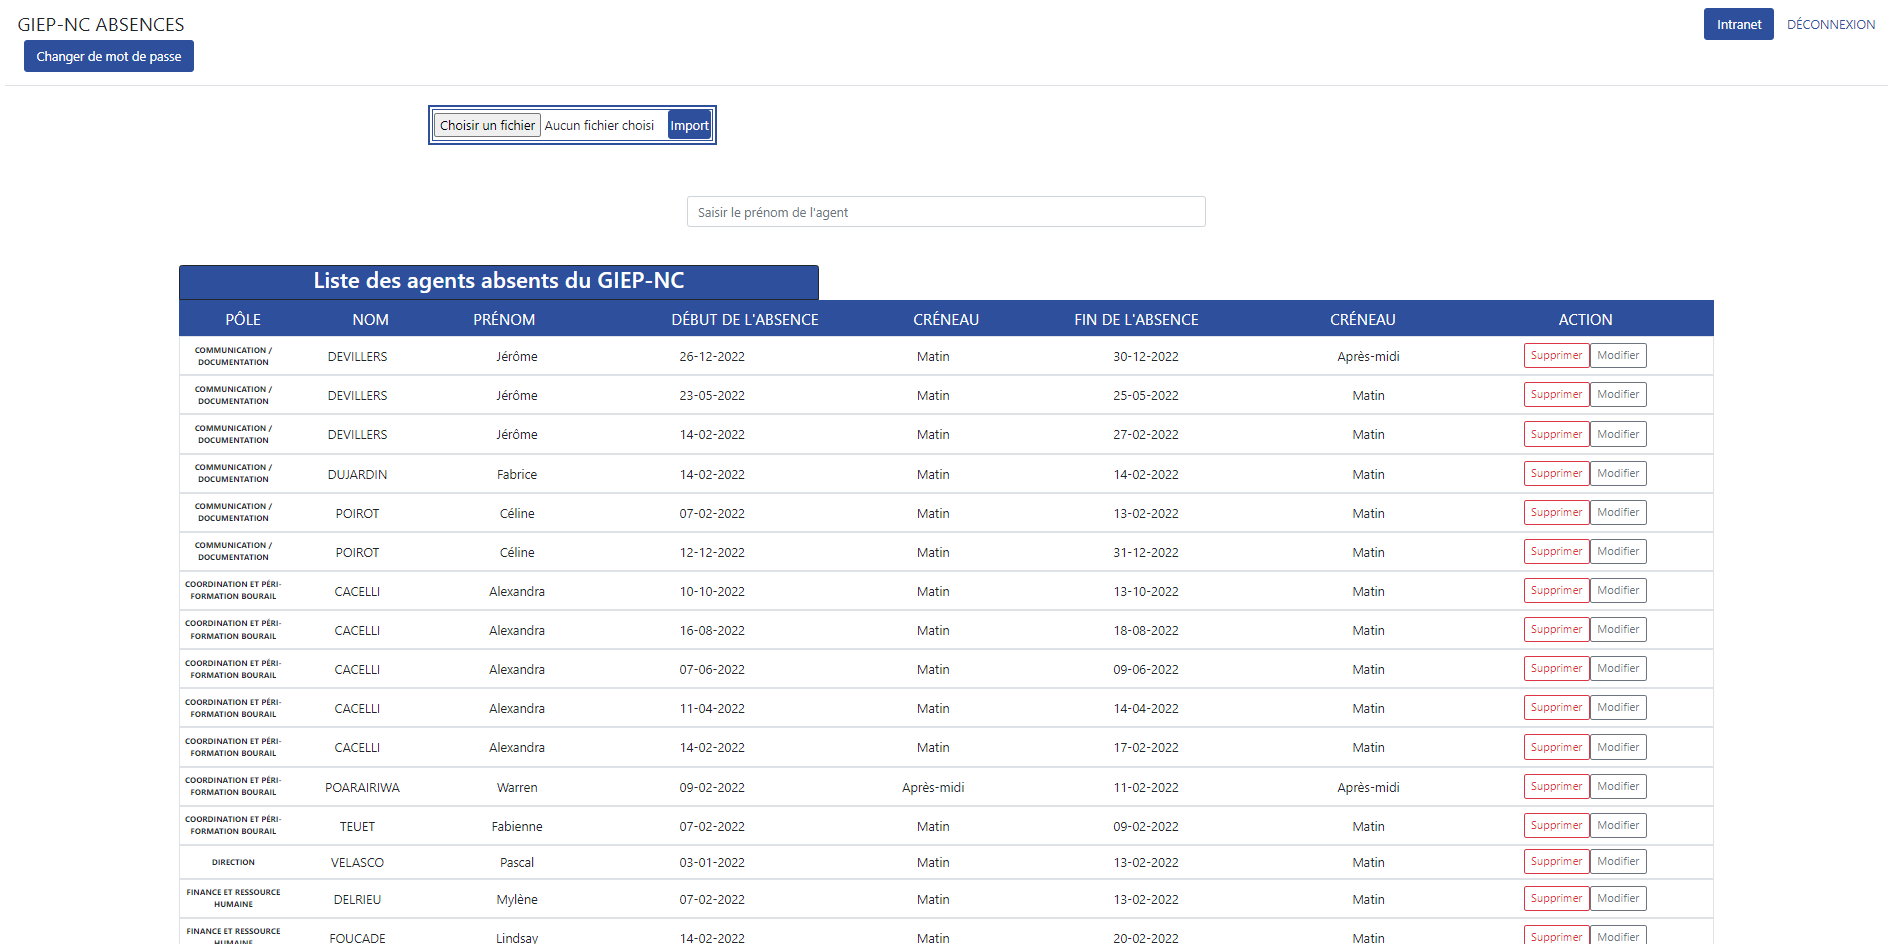 GIEP-NC ABSENCES
Intranet DÉCONNEXION
Changer de mot de passe
Choisir un fichier Aucun fichier choisi Import
Saisir le prénom de l'agent
Liste des agents absents du GIEP-NC
PÔLE NOM PRÉNOM DÉBUT DE L'ABSENCE CRÉNEAU FIN DE L'ABSENCE CRÉNEAU ACTION
COMMUNICATION /
DOCUMENTATION DEVILLERS Jérôme 26-12-2022 Matin 30-12-2022 Après-midi Supprimer Modifier
COMMUNICATION /
DOCUMENTATION DEVILLERS Jérôme 23-05-2022 Matin 25-05-2022 Matin Supprimer Modifier
COMMUNICATION /
DOCUMENTATION DEVILLERS Jérôme 14-02-2022 Matin 27-02-2022 Matin Supprimer Modifier
COMMUNICATION /
DOCUMENTATION DUJARDIN Fabrice 14-02-2022 Matin 14-02-2022 Matin Supprimer Modifier
COMMUNICATION /
DOCUMENTATION POIROT Céline 07-02-2022 Matin 13-02-2022 Matin Supprimer Modifier
COMMUNICATION /
DOCUMENTATION POIROT Céline 12-12-2022 Matin 31-12-2022 Matin Supprimer Modifier
COORDINATION ET PÉRI-
FORMATION BOURAIL CACELLI Alexandra 10-10-2022 Matin 13-10-2022 Matin Supprimer Modifier
COORDINATION ET PÉRI-
FORMATION BOURAIL CACELLI Alexandra 16-08-2022 Matin 18-08-2022 Matin Supprimer Modifier
COORDINATION ET PÉRI-
FORMATION BOURAIL CACELLI Alexandra 07-06-2022 Matin 09-06-2022 Matin Supprimer Modifier
COORDINATION ET PÉRI-
FORMATION BOURAIL CACELLI Alexandra 11-04-2022 Matin 14-04-2022 Matin Supprimer Modifier
COORDINATION ET PÉRI-
FORMATION BOURAIL CACELLI Alexandra 14-02-2022 Matin 17-02-2022 Matin Supprimer Modifier
COORDINATION ET PÉRI-
FORMATION BOURAIL POARAIRIWA Warren 09-02-2022 Après-midi 11-02-2022 Après-midi Supprimer Modifier
COORDINATION ET PÉRI-
FORMATION BOURAIL TEUET Fabienne 07-02-2022 Matin 09-02-2022 Matin Supprimer Modifier
DIRECTION VELASCO Pascal 03-01-2022 Matin 13-02-2022 Matin Supprimer Modifier
FINANCE ET RESSOURCE
HUMAINE DELRIEU Mylène 07-02-2022 Matin 13-02-2022 Matin Supprimer Modifier
FINANCE ET RESSOURCE
HUMAINE FOUCADE Lindsay 14-02-2022 Matin 20-02-2022 Matin Supprimer Modifier